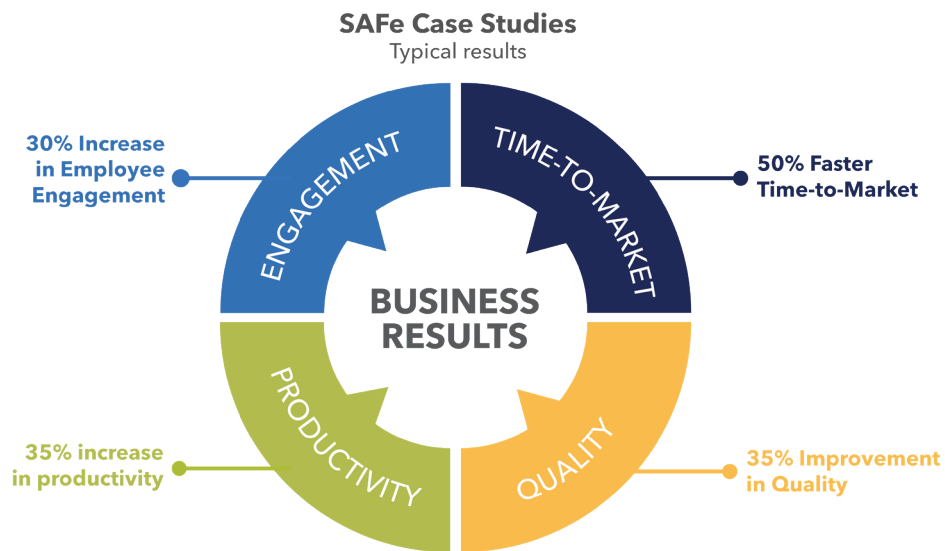 SAFe Case Studies
Typical results
30% Increase
in Employee
Engagement
ENGAGEMENT
TIME-TO-MARKET
50% Faster
Time-to-Market
BUSINESS
RESULTS
35% increase
in productivity
PRODUCTIVITY
QUALITY
35% Improvement
in Quality